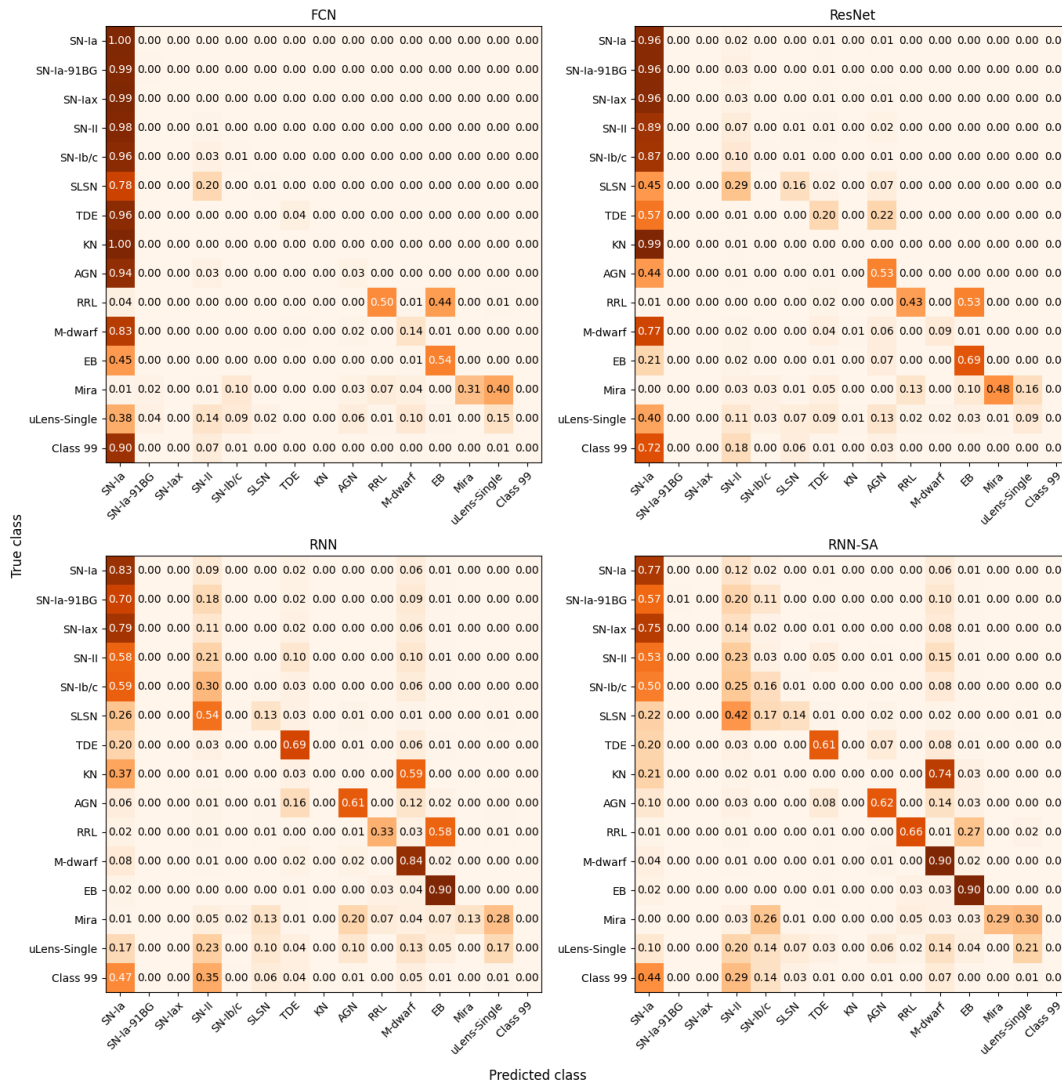 FCN
SN-Ia 1.00 0.00 0.00 0.00 0.00 0.00 0.00 0.00 0.00 0.00 0.00 0.00 0.00 0.00 0.00
SN-Ia-91BG 0.99 0.00 0.00 0.00 0.00 0.00 0.00 0.00 0.00 0.00 0.00 0.00 0.00 0.00 0.00
SN-Iax 0.99 0.00 0.00 0.00 0.00 0.00 0.00 0.00 0.00 0.00 0.00 0.00 0.00 0.00 0.00
SN-II 0.98 0.00 0.00 0.01 0.00 0.00 0.00 0.00 0.00 0.00 0.00 0.00 0.00 0.00 0.00
SN-Ib/c 0.96 0.00 0.00 0.03 0.01 0.00 0.00 0.00 0.00 0.00 0.00 0.00 0.00 0.00 0.00
SLSN 0.78 0.00 0.00 0.20 0.00 0.01 0.00 0.00 0.00 0.00 0.00 0.00 0.00 0.00 0.00
TDE 0.96 0.00 0.00 0.00 0.00 0.00 0.04 0.00 0.00 0.00 0.00 0.00 0.00 0.00 0.00
KN 1.00 0.00 0.00 0.00 0.00 0.00 0.00 0.00 0.00 0.00 0.00 0.00 0.00 0.00 0.00
AGN 0.94 0.00 0.00 0.03 0.00 0.00 0.00 0.00 0.03 0.00 0.00 0.00 0.00 0.00 0.00
RRL 0.04 0.00 0.00 0.00 0.00 0.00 0.00 0.00 0.00 0.50 0.01 0.44 0.00 0.01 0.00
M-dwarf 0.83 0.00 0.00 0.00 0.00 0.00 0.00 0.00 0.02 0.00 0.14 0.01 0.00 0.00 0.00
EB 0.45 0.00 0.00 0.00 0.00 0.00 0.00 0.00 0.00 0.00 0.01 0.54 0.00 0.00 0.00
Mira 0.01 0.02 0.00 0.01 0.10 0.00 0.00 0.00 0.03 0.07 0.04 0.00 0.31 0.40 0.00
uLens-Single 0.38 0.04 0.00 0.14 0.09 0.02 0.00 0.00 0.06 0.01 0.10 0.01 0.00 0.15 0.00
Class 99 0.90 0.00 0.00 0.07 0.01 0.00 0.00 0.00 0.00 0.00 0.00 0.00 0.00 0.01 0.00
SN-Ia SN-Ia-91BG SN-Iax SN-II SN-Ib/c SLSN TDE KN AGN RRL M-dwarf EB Mira uLens-Single Class 99
ResNet
SN-Ia 0.96 0.00 0.00 0.02 0.00 0.00 0.01 0.00 0.01 0.00 0.00 0.00 0.00 0.00 0.0
SN-Ia-91BG 0.96 0.00 0.00 0.03 0.00 0.00 0.01 0.00 0.00 0.00 0.00 0.00 0.00 0.00 0.0
SN-Iax 0.96 0.00 0.00 0.03 0.00 0.00 0.01 0.00 0.01 0.00 0.00 0.00 0.00 0.00 0.0
SN-II 0.89 0.00 0.00 0.07 0.00 0.01 0.01 0.00 0.02 0.00 0.00 0.00 0.00 0.00 0.0
SN-Ib/c 0.87 0.00 0.00 0.10 0.00 0.01 0.00 0.00 0.01 0.00 0.00 0.00 0.00 0.00 0.0
SLSN 0.45 0.00 0.00 0.29 0.00 0.16 0.02 0.00 0.07 0.00 0.00 0.00 0.00 0.00 0.0
TDE 0.57 0.00 0.00 0.01 0.00 0.00 0.20 0.00 0.22 0.00 0.00 0.00 0.00 0.00 0.0
KN 0.99 0.00 0.00 0.01 0.00 0.00 0.00 0.00 0.00 0.00 0.00 0.00 0.00 0.00 0.0
AGN 0.44 0.00 0.00 0.01 0.00 0.00 0.01 0.00 0.53 0.00 0.00 0.00 0.00 0.00 0.0
RRL 0.01 0.00 0.00 0.00 0.00 0.00 0.02 0.00 0.00 0.43 0.00 0.53 0.00 0.00 0.0
M-dwarf 0.77 0.00 0.00 0.02 0.00 0.00 0.04 0.01 0.06 0.00 0.09 0.01 0.00 0.00 0.0
EB 0.21 0.00 0.00 0.02 0.00 0.00 0.01 0.00 0.07 0.00 0.00 0.69 0.00 0.00 0.0
Mira 0.00 0.00 0.00 0.03 0.03 0.01 0.05 0.00 0.00 0.13 0.00 0.10 0.48 0.16 0.0
uLens-Single 0.40 0.00 0.00 0.11 0.03 0.07 0.09 0.01 0.13 0.02 0.02 0.03 0.01 0.09 0.0
Class 99 0.72 0.00 0.00 0.18 0.00 0.06 0.01 0.00 0.03 0.00 0.00 0.00 0.00 0.00 0.0
SN-Ia SN-Ia-91BG SN-Iax SN-II SN-Ib/c SLSN TDE KN AGN RRL M-dwarf EB Mira uLens-Single Class 99
True class
RNN
SN-Ia 0.83 0.00 0.00 0.09 0.00 0.00 0.02 0.00 0.00 0.00 0.06 0.01 0.00 0.00 0.00
SN-Ia-91BG 0.70 0.00 0.00 0.18 0.00 0.00 0.02 0.00 0.00 0.00 0.09 0.00 0.00 0.00 0.00
SN-Iax 0.79 0.00 0.00 0.11 0.00 0.00 0.02 0.00 0.00 0.00 0.06 0.01 0.00 0.00 0.00
SN-II 0.58 0.00 0.00 0.21 0.00 0.00 0.10 0.00 0.00 0.00 0.10 0.01 0.00 0.00 0.00
SN-Ib/c 0.59 0.00 0.00 0.30 0.00 0.00 0.03 0.00 0.00 0.00 0.06 0.00 0.00 0.00 0.00
SLSN 0.26 0.00 0.00 0.54 0.00 0.13 0.03 0.00 0.01 0.00 0.01 0.00 0.00 0.01 0.00
TDE 0.20 0.00 0.00 0.03 0.00 0.00 0.69 0.00 0.01 0.00 0.06 0.01 0.00 0.00 0.00
KN 0.37 0.00 0.00 0.01 0.00 0.00 0.03 0.00 0.00 0.00 0.59 0.00 0.00 0.00 0.00
AGN 0.06 0.00 0.00 0.01 0.00 0.01 0.16 0.00 0.61 0.00 0.12 0.02 0.00 0.00 0.00
RRL 0.02 0.00 0.00 0.01 0.00 0.01 0.00 0.00 0.01 0.33 0.03 0.58 0.00 0.01 0.00
M-dwarf 0.08 0.00 0.00 0.01 0.00 0.00 0.02 0.00 0.02 0.00 0.84 0.02 0.00 0.00 0.00
EB 0.02 0.00 0.00 0.00 0.00 0.00 0.01 0.00 0.00 0.03 0.04 0.90 0.00 0.00 0.00
Mira 0.01 0.00 0.00 0.05 0.02 0.13 0.01 0.00 0.20 0.07 0.04 0.07 0.13 0.28 0.00
uLens-Single 0.17 0.00 0.00 0.23 0.00 0.10 0.04 0.00 0.10 0.01 0.13 0.05 0.00 0.17 0.00
Class 99 0.47 0.00 0.00 0.35 0.00 0.06 0.04 0.00 0.01 0.00 0.05 0.01 0.00 0.01 0.00
SN-Ia SN-Ia-91BG SN-Iax SN-II SN-Ib/c SLSN TDE KN AGN RRL M-dwarf EB Mira uLens-Single Class 99
RNN-SA
SN-Ia 0.77 0.00 0.00 0.12 0.02 0.00 0.01 0.00 0.00 0.00 0.06 0.01 0.00 0.00 0.0
SN-Ia-91BG 0.57 0.01 0.00 0.20 0.11 0.00 0.00 0.00 0.00 0.00 0.10 0.00 0.00 0.00 0.0
SN-Iax 0.75 0.00 0.00 0.14 0.02 0.00 0.01 0.00 0.00 0.00 0.08 0.01 0.00 0.00 0.0
SN-II 0.53 0.00 0.00 0.23 0.03 0.00 0.05 0.00 0.01 0.00 0.15 0.01 0.00 0.00 0.0
SN-Ib/c 0.50 0.00 0.00 0.25 0.16 0.01 0.00 0.00 0.00 0.00 0.08 0.00 0.00 0.00 0.0
SLSN 0.22 0.00 0.00 0.42 0.17 0.14 0.01 0.00 0.02 0.00 0.02 0.00 0.00 0.01 0.0
TDE 0.20 0.00 0.00 0.03 0.00 0.00 0.61 0.00 0.07 0.00 0.08 0.01 0.00 0.00 0.0
KN 0.21 0.00 0.00 0.02 0.00 0.00 0.01 0.00 0.00 0.00 0.74 0.03 0.00 0.00 0.0
AGN 0.10 0.00 0.00 0.03 0.00 0.00 0.08 0.00 0.62 0.00 0.14 0.03 0.00 0.00 0.0
RRL 0.01 0.00 0.00 0.01 0.00 0.00 0.00 0.00 0.00 0.66 0.01 0.27 0.00 0.02 0.0
M-dwarf 0.04 0.00 0.00 0.01 0.00 0.00 0.01 0.00 0.02 0.00 0.90 0.02 0.00 0.00 0.0
EB 0.02 0.00 0.00 0.00 0.00 0.00 0.00 0.00 0.00 0.03 0.03 0.90 0.00 0.00 0.0
Mira 0.00 0.00 0.00 0.03 0.26 0.01 0.00 0.00 0.00 0.05 0.03 0.03 0.29 0.30 0.0
uLens-Single 0.10 0.00 0.00 0.20 0.14 0.07 0.03 0.00 0.06 0.02 0.14 0.04 0.00 0.21 0.0
Class 99 0.44 0.00 0.00 0.29 0.14 0.03 0.01 0.00 0.01 0.00 0.07 0.00 0.00 0.01 0.0
SN-Ia SN-Ia-91BG SN-Iax SN-II SN-Ib/c SLSN TDE KN AGN RRL M-dwarf EB Mira uLens-Single Class 99
Predicted class